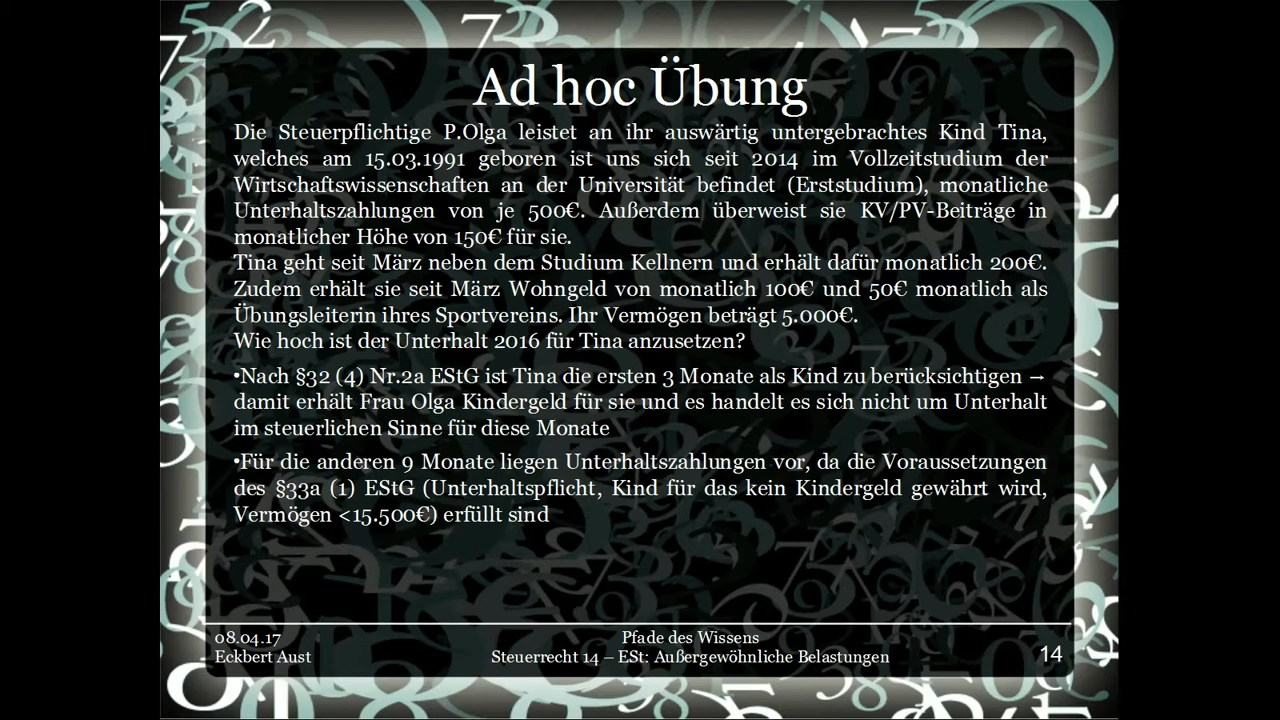 Ad hoc Übung
Die Steuerpflichtige P.Olga leistet an ihr auswärtig untergebrachtes Kind Tina,
welches am 15.03.1991 geboren ist uns sich seit 2014 im Vollzeitstudium der
Wirtschaftswissenschaften an der Universität befindet (Erststudium), monatliche
Unterhaltszahlungen von je 500€. Außerdem überweist sie KV/PV-Beiträge in
monatlicher Höhe von 150€ für sie.
Tina geht seit März neben dem Studium Kellnern und erhält dafür monatlich 200€.
Zudem erhält sie seit März Wohngeld von monatlich 100€ und 50€ monatlich als
Übungsleiterin ihres Sportvereins. Ihr Vermögen beträgt 5.000€.
Wie hoch ist der Unterhalt 2016 für Tina anzusetzen?
•Nach §32 (4) Nr.2a EStG ist Tina die ersten 3 Monate als Kind zu berücksichtigen →
damit erhält Frau Olga Kindergeld für sie und es handelt es sich nicht um Unterhalt
im steuerlichen Sinne für diese Monate
•Für die anderen 9 Monate liegen Unterhaltszahlungen vor, da die Voraussetzungen
des §33a (1) EStG (Unterhaltspflicht, Kind für das kein Kindergeld gewährt wird,
Vermögen <15.500€) erfüllt sind
08.04.17
Eckbert Aust
Pfade des Wissens
Steuerrecht 14 – ESt: Außergewöhnliche Belastungen
14